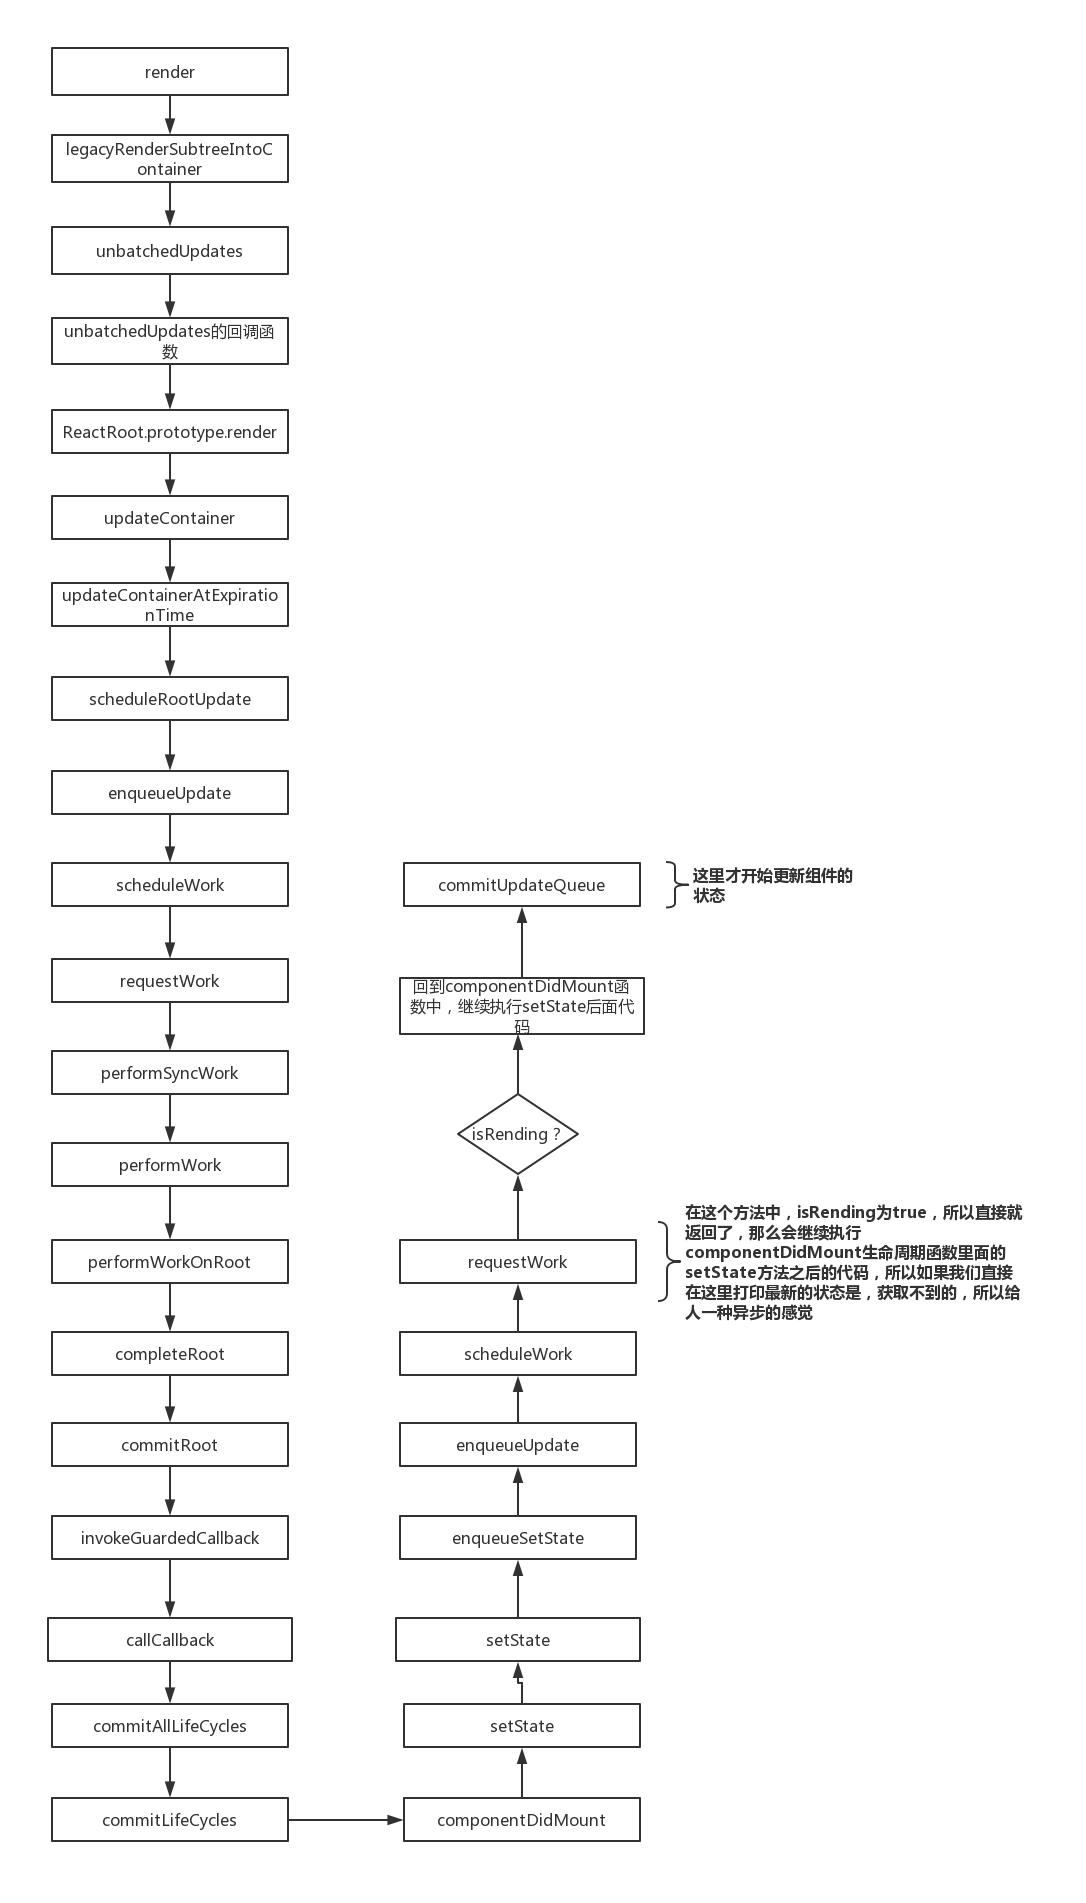 render
legacyRenderSubtreeIntoC
ontainer
unbatchedUpdates
unbatchedUpdates的回调函
数
ReactRoot.prototype.render
updateContainer
updateContainerAtExpiratio
nTime
scheduleRootUpdate
enqueueUpdate
scheduleWork
requestWork
performSyncWork
performWork
performWorkOnRoot
completeRoot
commitRoot
invokeGuardedCallback
callCallback
commitAllLifeCycles
commitLifeCycles
componentDidMount
setState
setState
enqueueSetState
enqueueUpdate
scheduleWork
requestWork
在这个方法中，isRending为true，所以直接就
返回了，那么会继续执行
componentDidMount生命周期函数里面的
setState方法之后的代码，所以如果我们直接
在这里打印最新的状态是，获取不到的，所以给
人一种异步的感觉
isRending？
回到componentDidMount函
数中，继续执行setState后面代
码
commitUpdateQueue
这里才开始更新组件的
状态